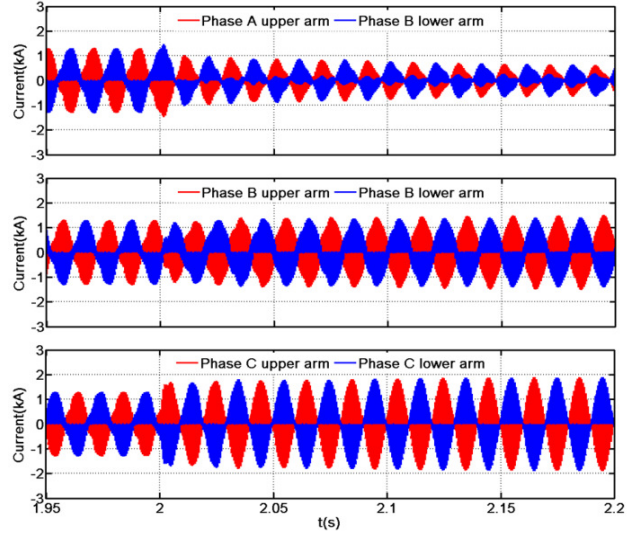 3
Phase A upper arm Phase B lower arm
2
1
0
-1
-2
-3
Current(kA)
3
Phase B upper arm Phase B lower arm
2
1
0
-1
-2
-3
Current(kA)
3
Phase C upper arm Phase C lower arm
2
1
0
-1
-2
-3
Current(kA)
1.95 2 2.05 2.1 2.15 2.2
t(s)